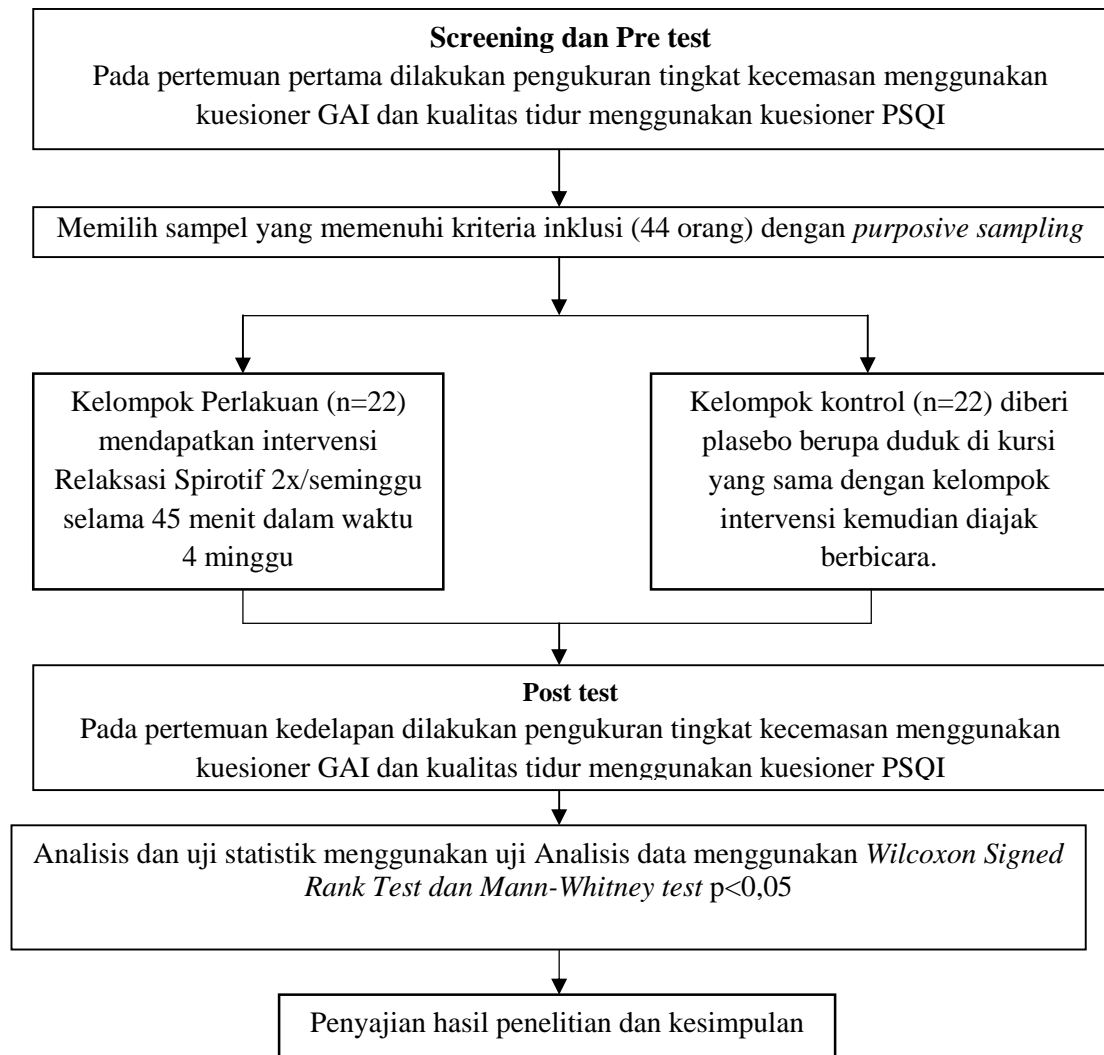 Screening dan Pre test
Pada pertemuan pertama dilakukan pengukuran tingkat kecemasan menggunakan
kuesioner GAI dan kualitas tidur menggunakan kuesioner PSQI
Memilih sampel yang memenuhi kriteria inklusi (44 orang) dengan purposive sampling
Kelompok Perlakuan (n=22)
mendapatkan intervensi
Relaksasi Spirotif 2x/seminggu
selama 45 menit dalam waktu
4 minggu
Kelompok kontrol (n=22) diberi
plasebo berupa duduk di kursi
yang sama dengan kelompok
intervensi kemudian diajak
berbicara.
Post test
Pada pertemuan kedelapan dilakukan pengukuran tingkat kecemasan menggunakan
kuesioner GAI dan kualitas tidur menggunakan kuesioner PSQI
Analisis dan uji statistik menggunakan uji Analisis data menggunakan Wilcoxon Signed
Rank Test dan Mann-Whitney test p<0,05
Penyajian hasil penelitian dan kesimpulan